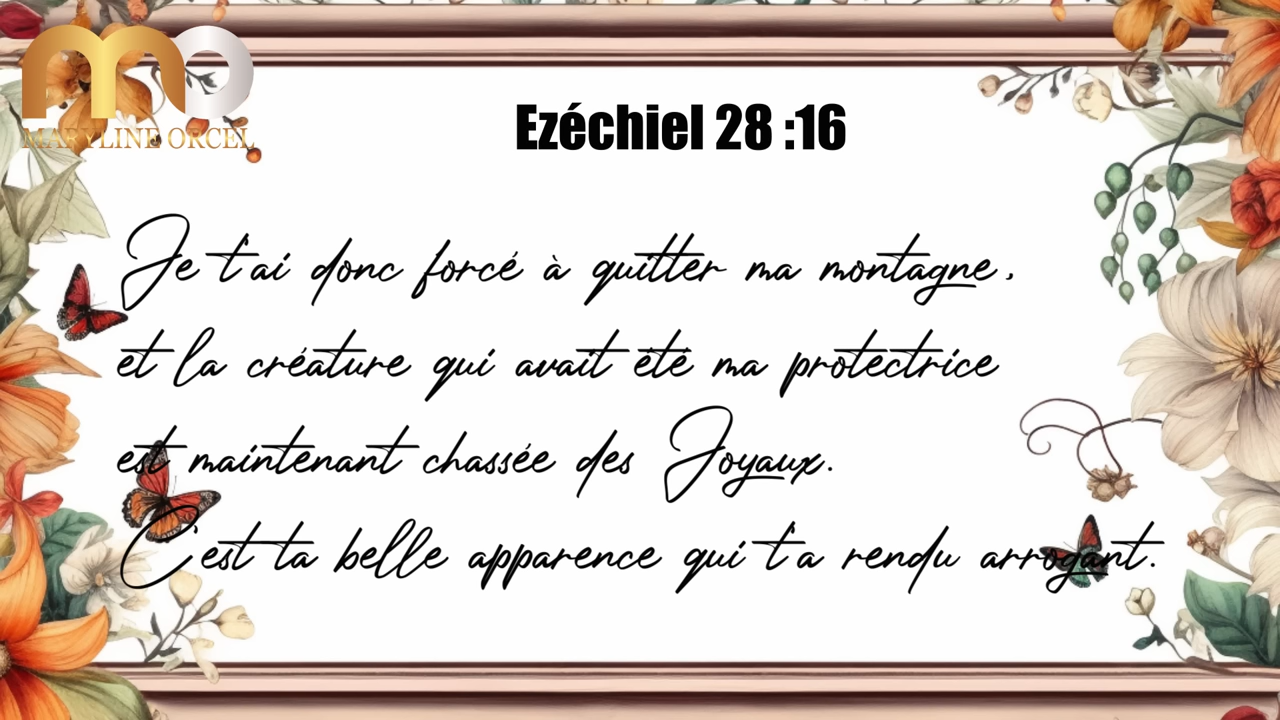 mo
MARYLINE ORCEL
Ezéchiel 28 :16
Je t'ai donc forcé à quitter ma montagne,
et la créature qui avait été ma protectrice
est maintenant chassée des Joyaux.
C'est ta belle apparence qui t'a rendu arrogant.